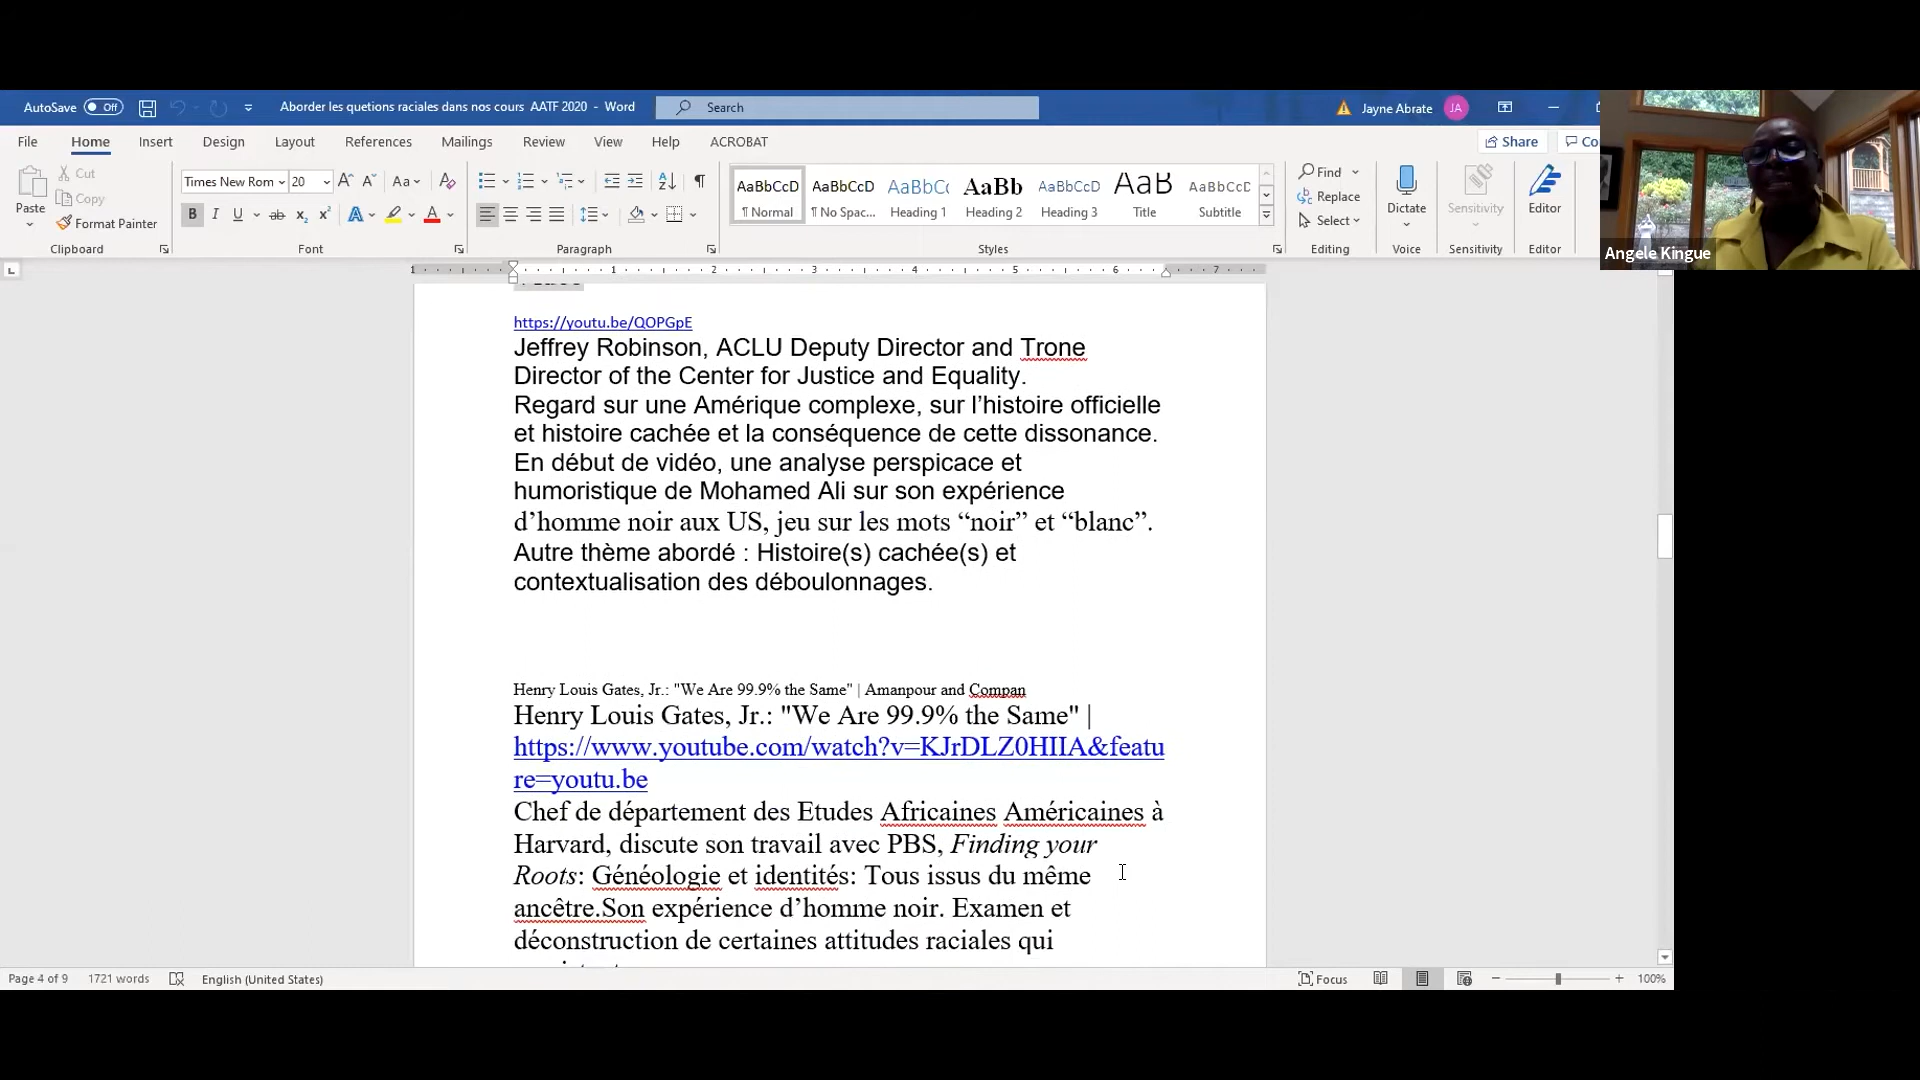 AutoSave Off Aborder les quetions raciales dans nos cours AATF 2020 - Word Search Jayne Abrate JA
File Home Insert Design Layout References Mailings Review View Help ACROBAT Share Co
Paste Cut Copy Format Painter
Times New Rom 20
AaBbCcD AaBbCcD AaBbCc AaBb AaBbCcD AaB AaBbCcD
¶ Normal ¶ No Spac... Heading 1 Heading 2 Heading 3 Title Subtitle
Find Replace Select
Dictate Sensitivity Editor
Clipboard Font Paragraph Styles Editing Voice Sensitivity Editor
Angele Kingue
1 1 2 3 4 5 6 7
https://youtu.be/QOPGpE
Jeffrey Robinson, ACLU Deputy Director and Trone
Director of the Center for Justice and Equality.
Regard sur une Amérique complexe, sur l’histoire officielle
et histoire cachée et la conséquence de cette dissonance.
En début de vidéo, une analyse perspicace et
humoristique de Mohamed Ali sur son expérience
d’homme noir aux US, jeu sur les mots “noir” et “blanc”.
Autre thème abordé : Histoire(s) cachée(s) et
contextualisation des déboulonnages.
Henry Louis Gates, Jr.: "We Are 99.9% the Same" | Amanpour and Compan
Henry Louis Gates, Jr.: "We Are 99.9% the Same" |
https://www.youtube.com/watch?v=KJrDLZ0HIIA&featu
re=youtu.be
Chef de département des Etudes Africaines Américaines à
Harvard, discute son travail avec PBS, Finding your
Roots: Généologie et identités: Tous issus du même
ancêtre.Son expérience d’homme noir. Examen et
déconstruction de certaines attitudes raciales qui
Page 4 of 9 1721 words English (United States) Focus 100%